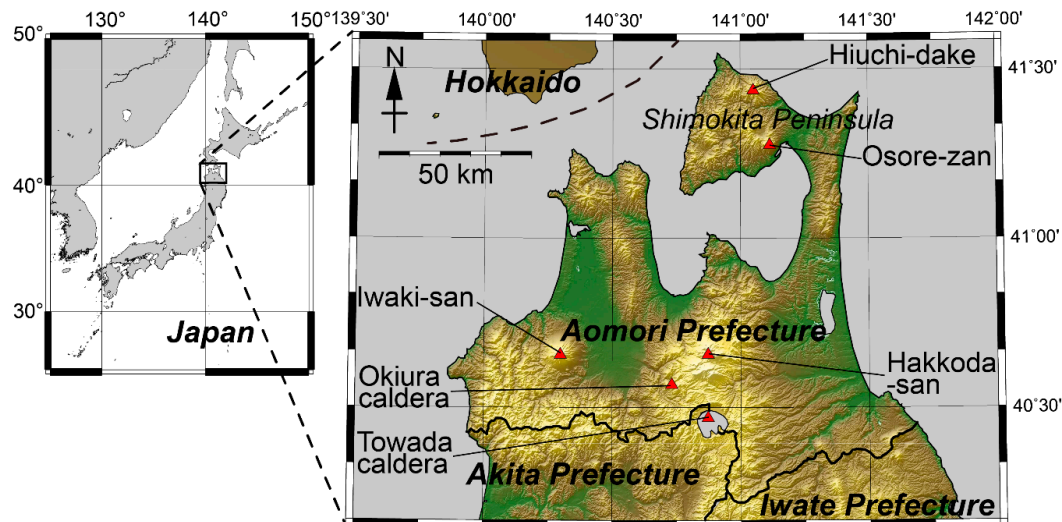 130°
140°
150°
139˚30'
140˚00'
140˚30'
141˚00'
141˚30'
142˚00'
50°
40°
30°
41˚30'
41˚00'
40˚30'
Japan
N
Hokkaido
50 km
Hiuchi-dake
Shimokita Peninsula
Osore-zan
Iwaki-san
Aomori Prefecture
Okiura
caldera
Hakkoda
-san
Towada
caldera
Akita Prefecture
Iwate Prefecture